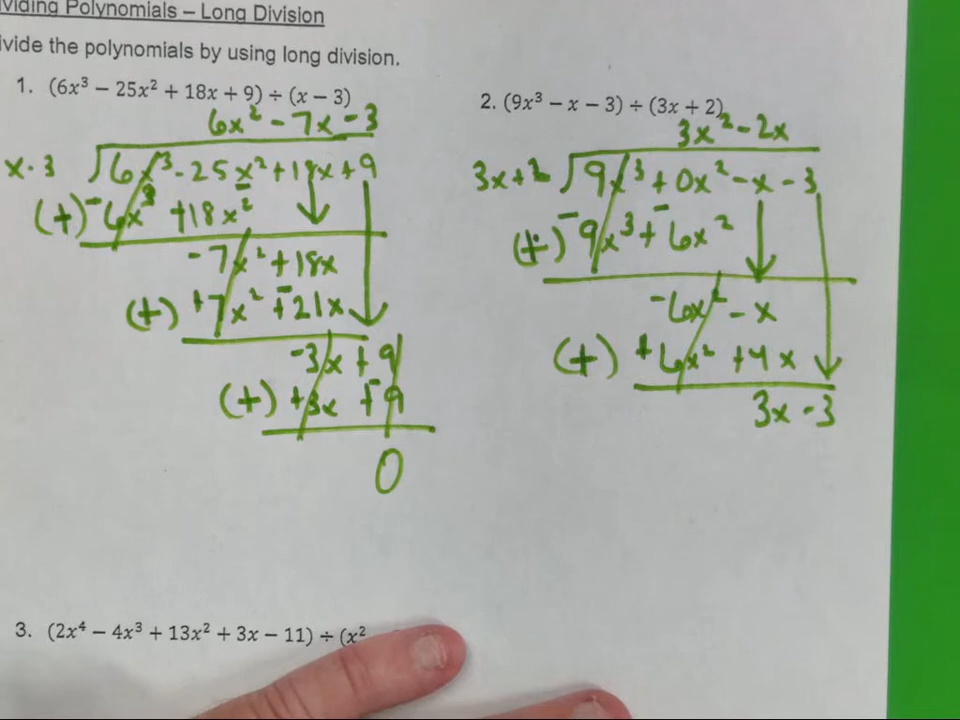 viding Polynomials – Long Division
ivide the polynomials by using long division.
1. (6x³ – 25x² + 18x + 9) ÷ (x – 3)
6x² - 7x - 3
x - 3 6x³ - 25x² + 18x + 9
(+) - 6x³ + 18x²
- 7x² + 18x
(+) + 7x² - 21x
- 3x + 9
(+) + 3x - 9
0
2. (9x³ – x – 3) ÷ (3x + 2)
3x² - 2x
3x + 2 9x³ + 0x² - x - 3
(+) - 9x³ - 6x²
- 6x² - x
(+) + 6x² + 4x
3x - 3
3. (2x⁴ – 4x³ + 13x² + 3x – 11) ÷ (x²